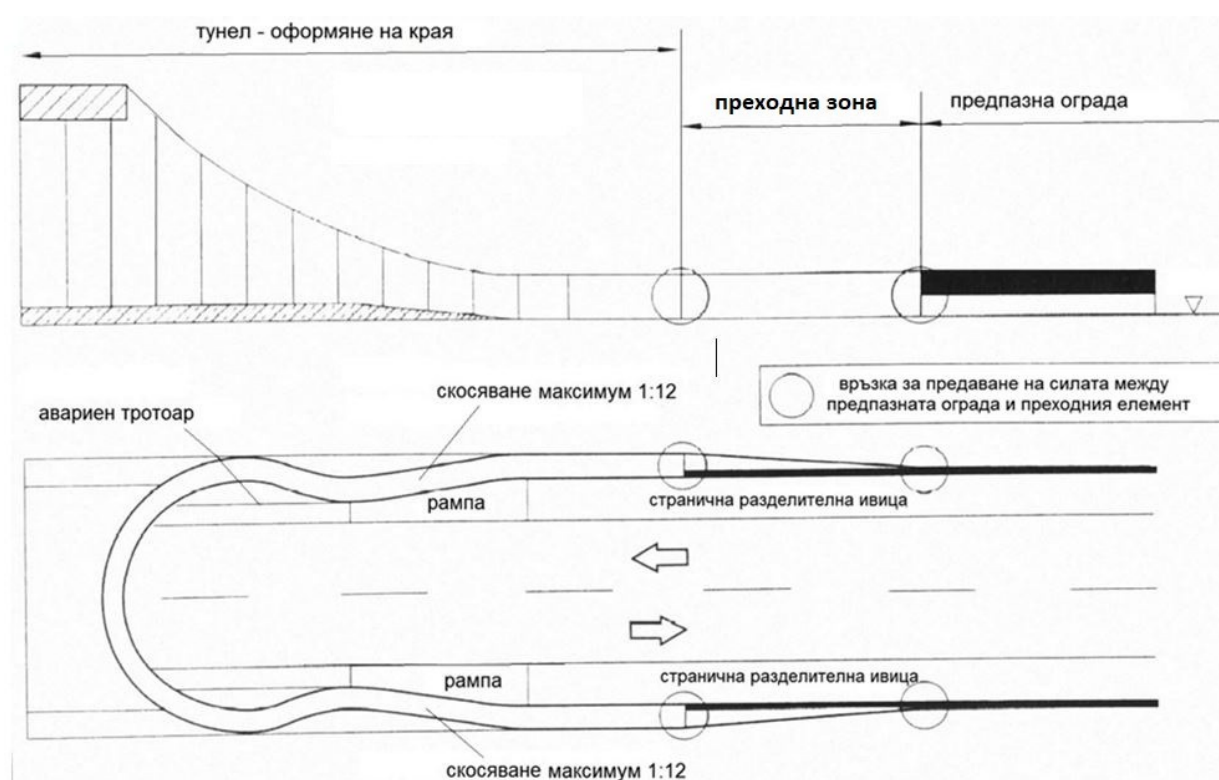 тунел - оформяне на края
преходна зона
предпазна ограда
скосяване максимум 1:12
връзка за предаване на силата между
предпазната ограда и преходния елемент
авариен тротоар
рампа
странична разделителна ивица
рампа
странична разделителна ивица
скосяване максимум 1:12